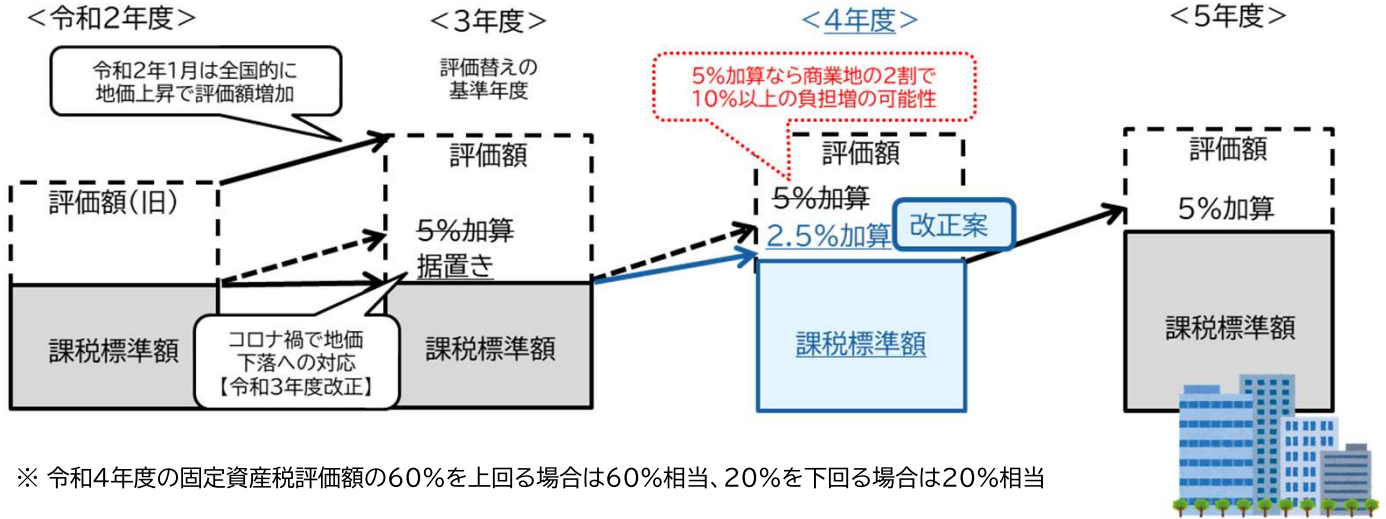 ＜令和2年度＞
＜3年度＞
＜4年度＞
＜5年度＞
令和2年1月は全国的に
地価上昇で評価額増加
評価替えの
基準年度
5％加算なら商業地の2割で
10％以上の負担増の可能性
評価額(旧)
評価額
評価額
評価額
5％加算
据置き
5％加算
2.5％加算
改正案
5％加算
課税標準額
コロナ禍で地価
下落への対応
【令和3年度改正】
課税標準額
課税標準額
課税標準額
※ 令和4年度の固定資産税評価額の60％を上回る場合は60％相当、20％を下回る場合は20％相当